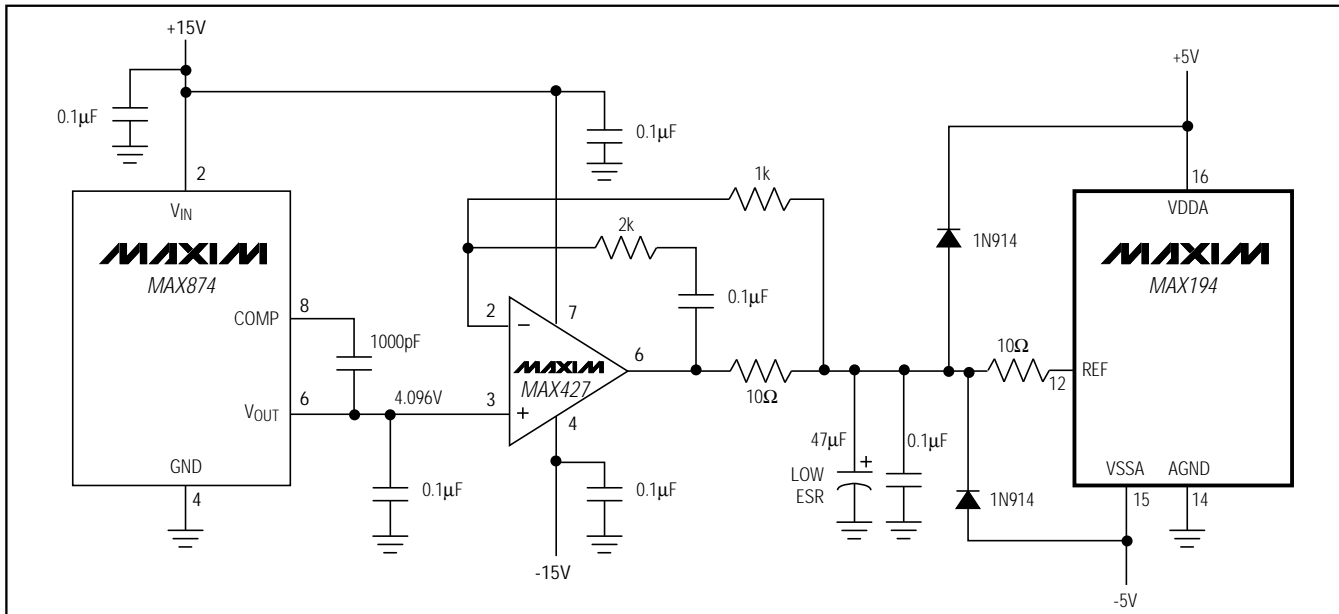 +15V
0.1µF
0.1µF
+5V
2
VIN
MAXIM
MAX874
COMP
8
1000pF
6
VOUT
4.096V
GND
4
0.1µF
1k
2k
0.1µF
2
−
7
MAXIM
MAX427
6
3
+
4
0.1µF
-15V
10Ω
47µF
+
LOW
ESR
0.1µF
1N914
10Ω
12
REF
1N914
16
VDDA
MAXIM
MAX194
VSSA
AGND
15
14
-5V